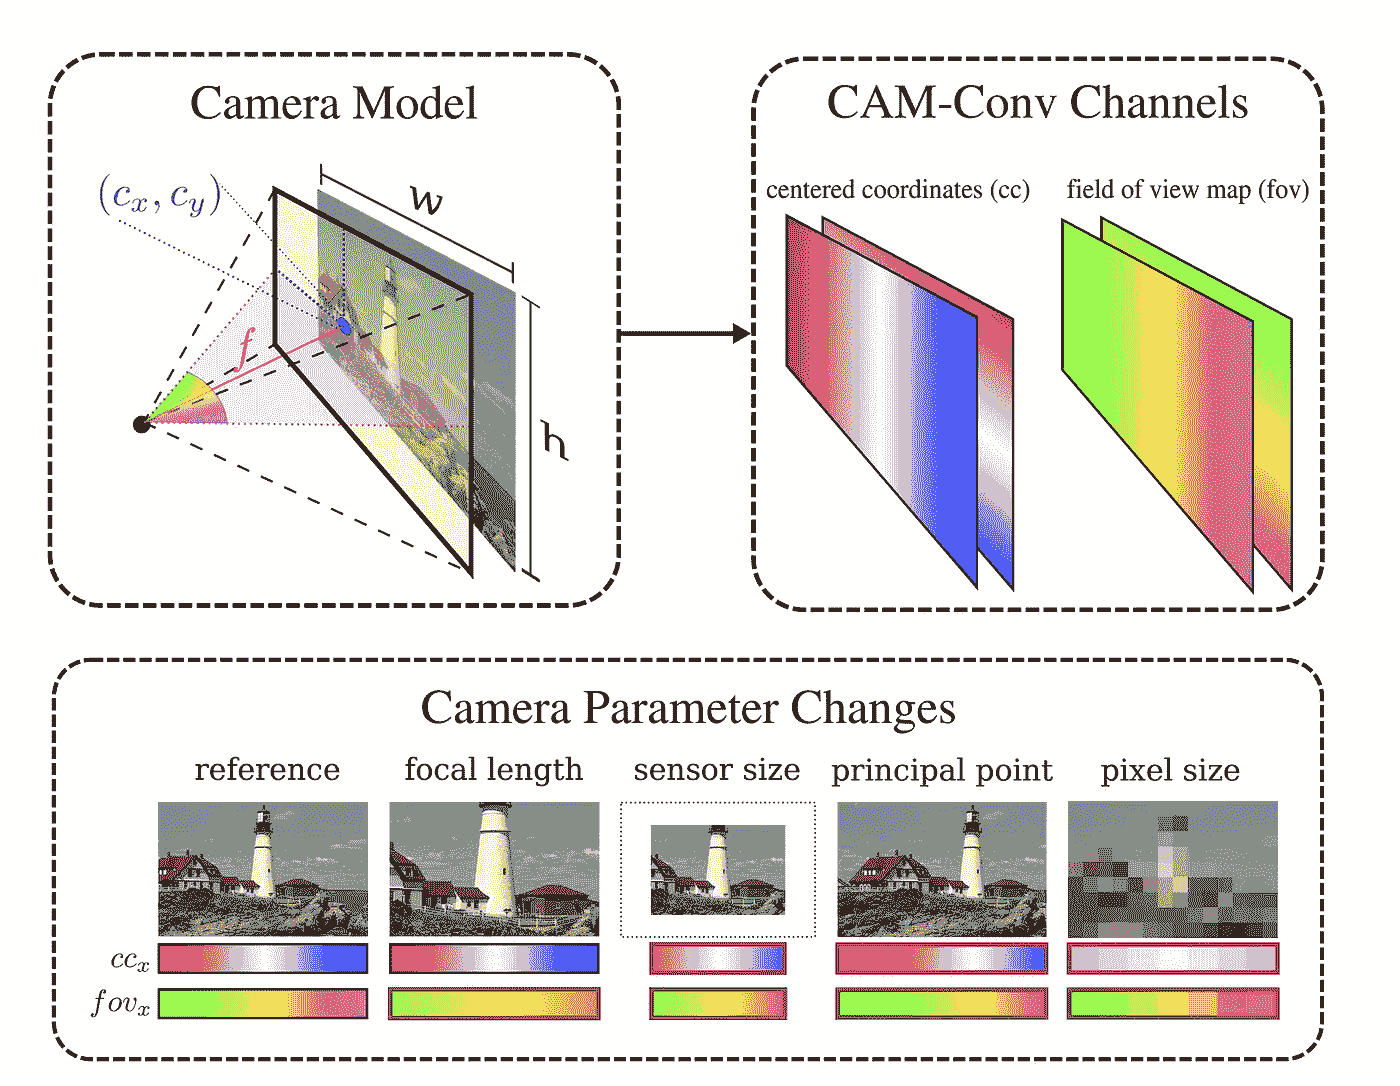 Camera Model
(c_x, c_y)
w
f
h
CAM-Conv Channels
centered coordinates (cc)
field of view map (fov)
Camera Parameter Changes
reference
focal length
sensor size
principal point
pixel size
cc_x
fov_x